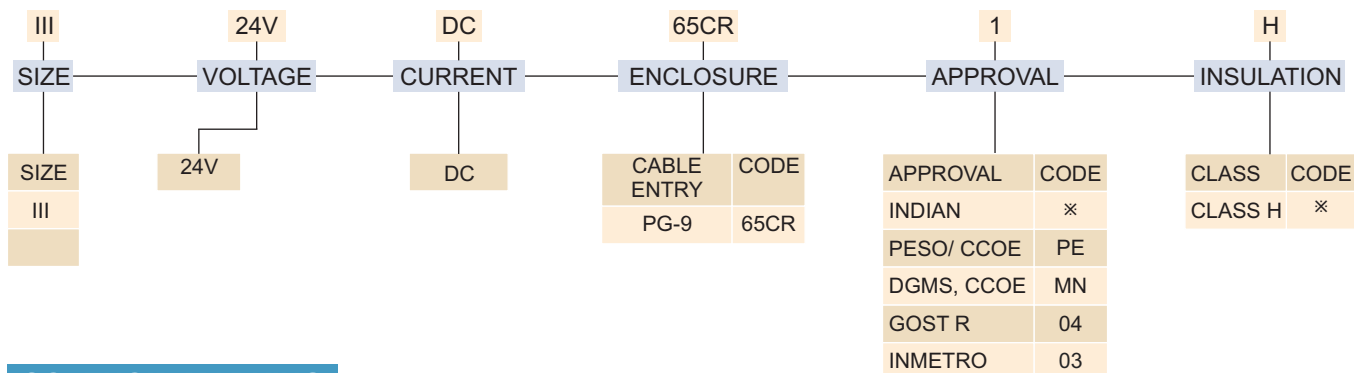 III 24V DC 65CR 1 H
SIZE VOLTAGE CURRENT ENCLOSURE APPROVAL INSULATION
SIZE
III
24V
DC
CABLE ENTRY CODE
PG-9 65CR
APPROVAL CODE
INDIAN ※
PESO/ CCOE PE
DGMS, CCOE MN
GOST R 04
INMETRO 03
CLASS CODE
CLASS H ※